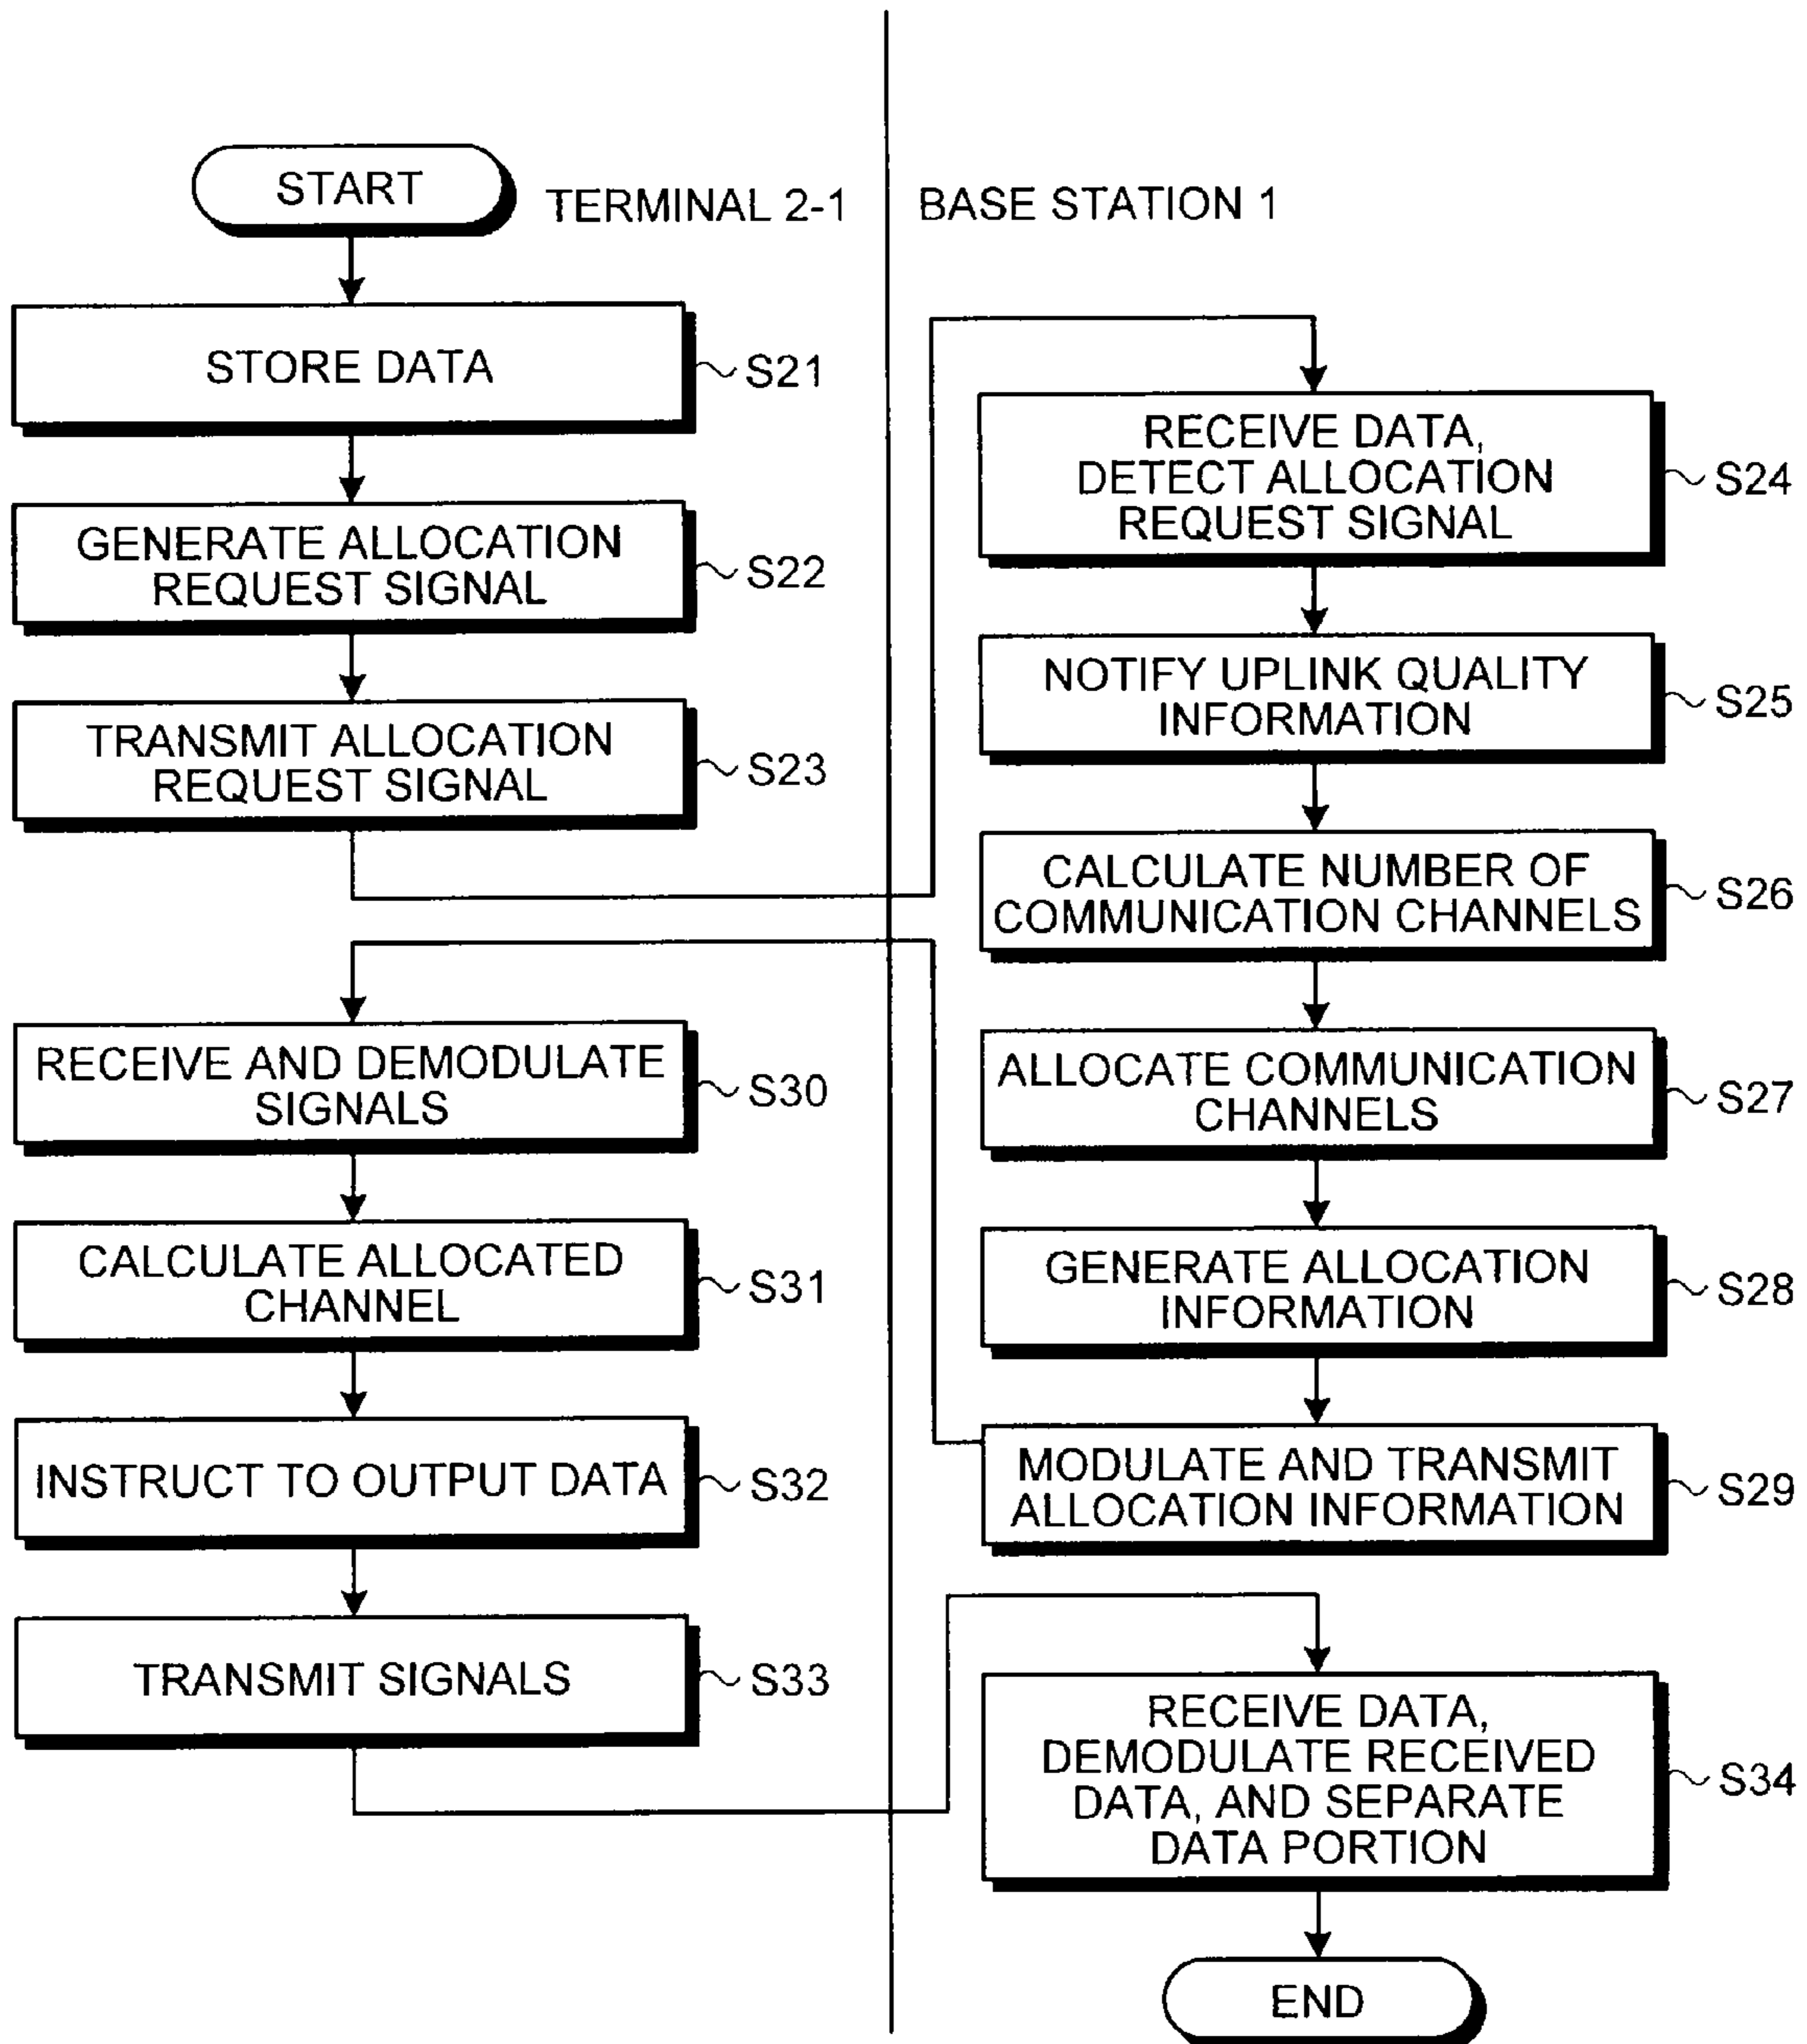 START
TERMINAL 2-1
BASE STATION 1
STORE DATA
S21
GENERATE ALLOCATION
REQUEST SIGNAL
S22
TRANSMIT ALLOCATION
REQUEST SIGNAL
S23
RECEIVE DATA,
DETECT ALLOCATION
REQUEST SIGNAL
S24
NOTIFY UPLINK QUALITY
INFORMATION
S25
CALCULATE NUMBER OF
COMMUNICATION CHANNELS
S26
ALLOCATE COMMUNICATION
CHANNELS
S27
GENERATE ALLOCATION
INFORMATION
S28
MODULATE AND TRANSMIT
ALLOCATION INFORMATION
S29
RECEIVE AND DEMODULATE
SIGNALS
S30
CALCULATE ALLOCATED
CHANNEL
S31
INSTRUCT TO OUTPUT DATA
S32
TRANSMIT SIGNALS
S33
RECEIVE DATA,
DEMODULATE RECEIVED
DATA, AND SEPARATE
DATA PORTION
S34
END